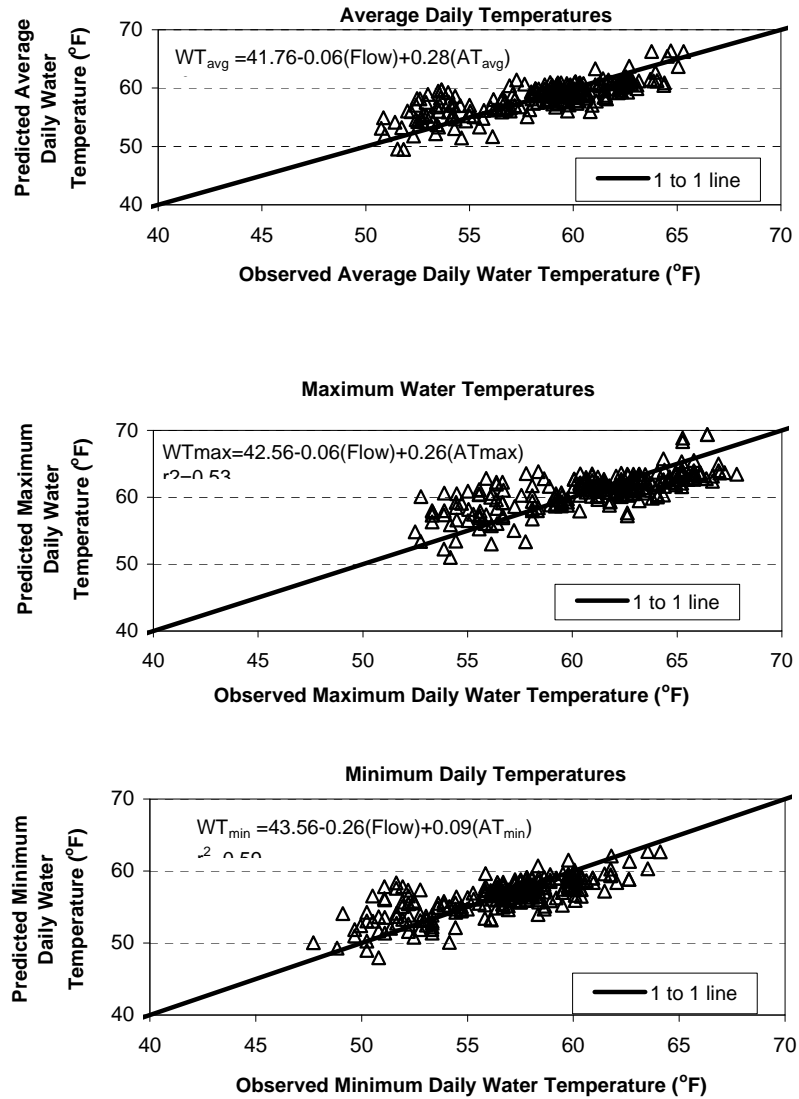 Average Daily Temperatures
WTavg =41.76-0.06(Flow)+0.28(ATavg)
Predicted Average
Daily Water
Temperature (oF)
70
60
50
40
1 to 1 line
40 45 50 55 60 65 70
Observed Average Daily Water Temperature (oF)
Maximum Water Temperatures
WTmax=42.56-0.06(Flow)+0.26(ATmax)
r2=0.53
Predicted Maximum
Daily Water
Temperature (oF)
70
60
50
40
1 to 1 line
40 45 50 55 60 65 70
Observed Maximum Daily Water Temperature (oF)
Minimum Daily Temperatures
WTmin =43.56-0.26(Flow)+0.09(ATmin)
r2 0.59
Predicted Minimum
Daily Water
Temperature (oF)
70
60
50
40
1 to 1 line
40 45 50 55 60 65 70
Observed Minimum Daily Water Temperature (oF)